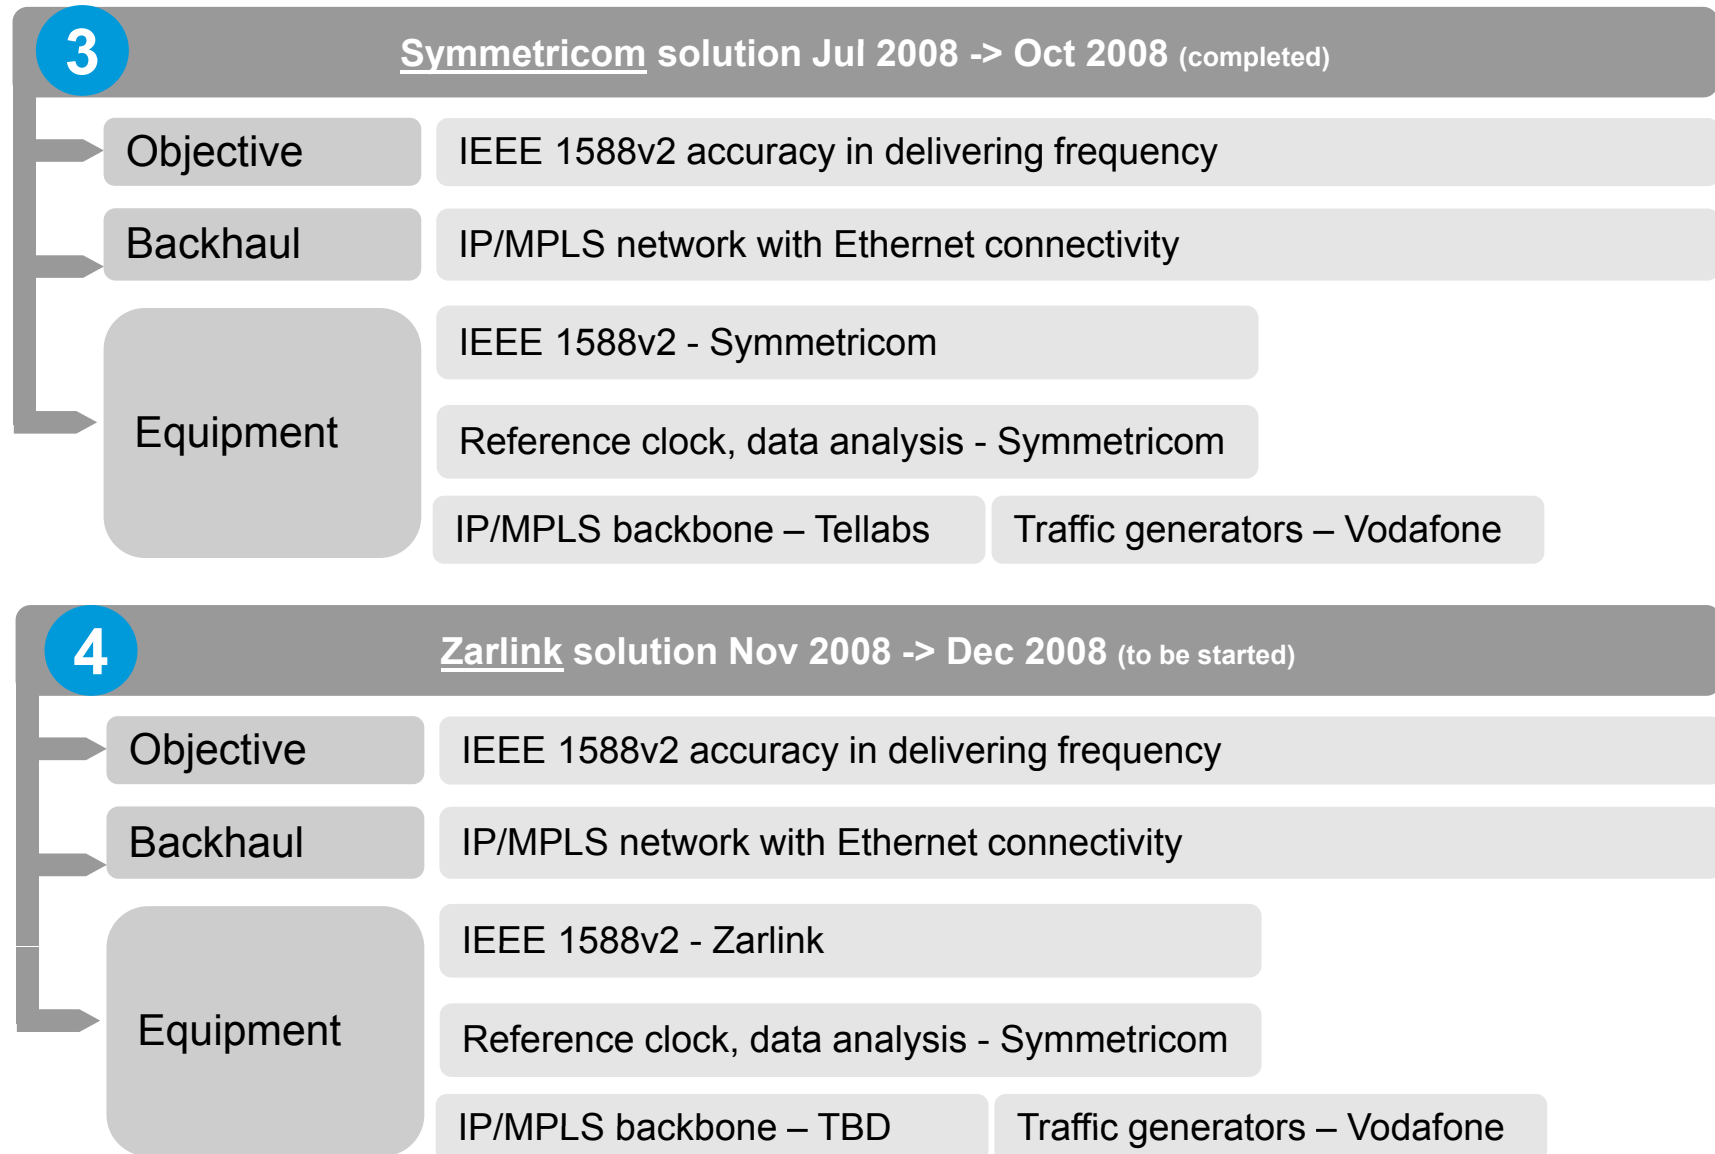 3
Symmetricom solution Jul 2008 -> Oct 2008 (completed)
Objective
IEEE 1588v2 accuracy in delivering frequency
Backhaul
IP/MPLS network with Ethernet connectivity
Equipment
IEEE 1588v2 - Symmetricom
Reference clock, data analysis - Symmetricom
IP/MPLS backbone – Tellabs
Traffic generators – Vodafone
4
Zarlink solution Nov 2008 -> Dec 2008 (to be started)
Objective
IEEE 1588v2 accuracy in delivering frequency
Backhaul
IP/MPLS network with Ethernet connectivity
Equipment
IEEE 1588v2 - Zarlink
Reference clock, data analysis - Symmetricom
IP/MPLS backbone – TBD
Traffic generators – Vodafone